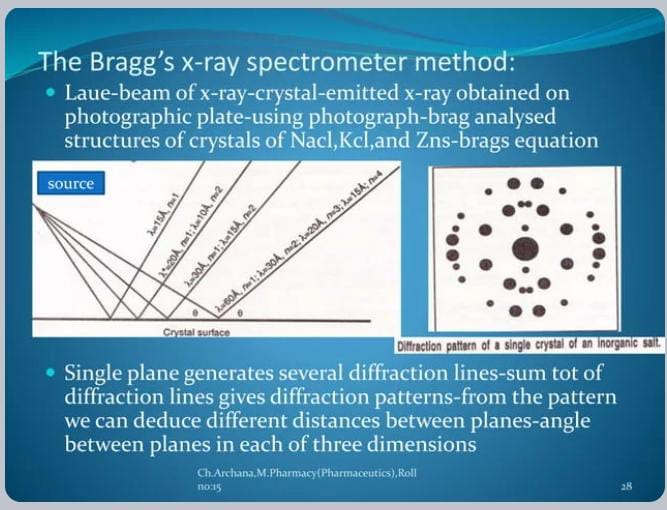 The Bragg's x-ray spectrometer method:
Laue-beam of x-ray-crystal-emitted x-ray obtained on
photographic plate-using photograph-brag analysed
structures of crystals of Nacl,Kcl,and Zns-brags equation
source
λ=15Å, n=1
λ=20Å, n=1; λ=10Å, n=2
λ=30Å, n=1; λ=15Å, n=2
λ=60Å, n=1; λ=30Å, n=2; λ=20Å, n=3; λ=15Å; n=4
θ θ
Crystal surface
Diffraction pattern of a single crystal of an inorganic salt.
Single plane generates several diffraction lines-sum tot of
diffraction lines gives diffraction patterns-from the pattern
we can deduce different distances between planes-angle
between planes in each of three dimensions
Ch.Archana,M.Pharmacy(Pharmaceutics),Roll
no:15
28